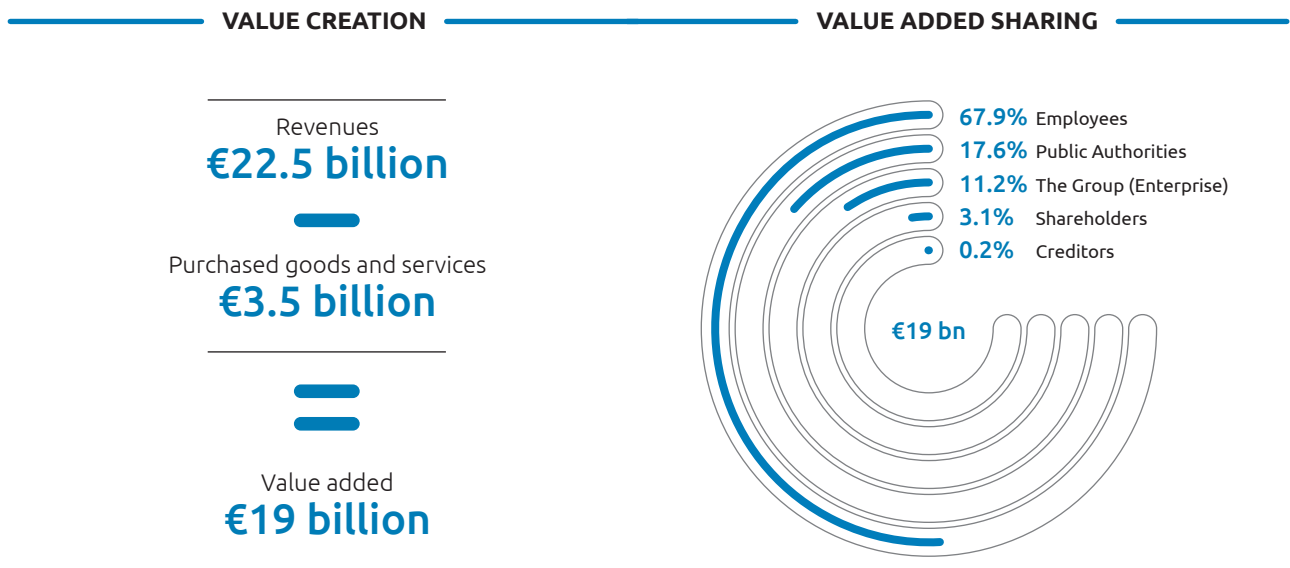 VALUE CREATION
Revenues
€22.5 billion
Purchased goods and services
€3.5 billion
Value added
€19 billion
VALUE ADDED SHARING
67.9% Employees
17.6% Public Authorities
11.2% The Group (Enterprise)
3.1% Shareholders
0.2% Creditors
€19 bn